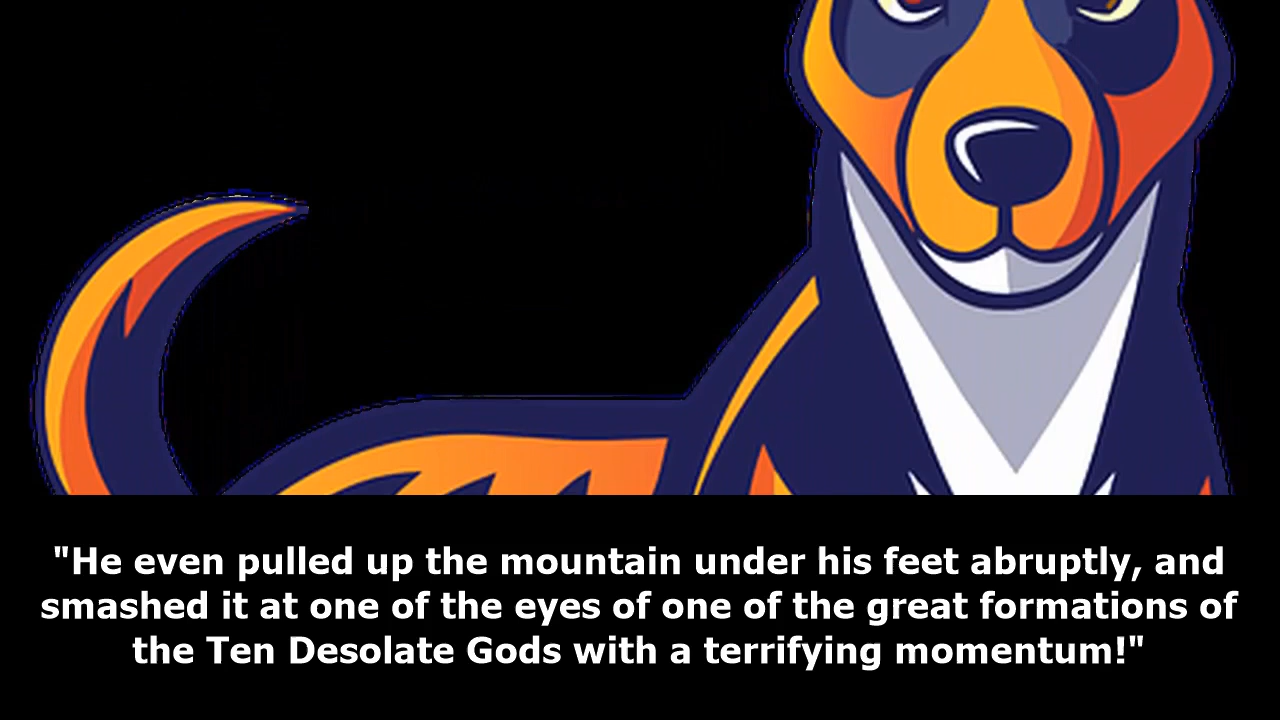 "He even pulled up the mountain under his feet abruptly, and
smashed it at one of the eyes of one of the great formations of
the Ten Desolate Gods with a terrifying momentum!"